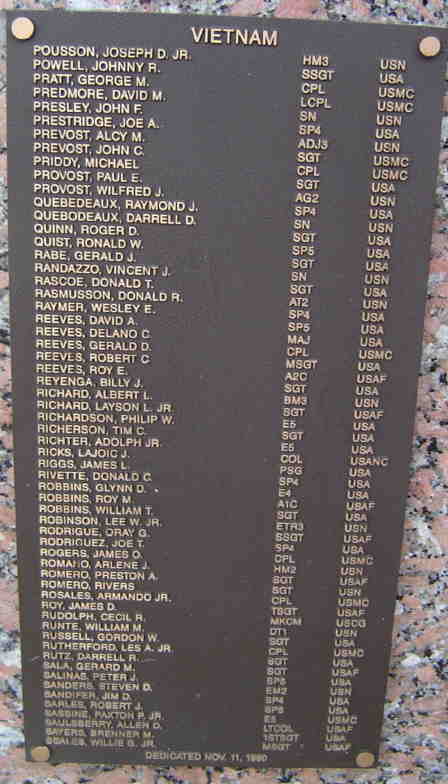 VIETNAM
POUSSON, JOSEPH D. JR. HM3 USN
POWELL, JOHNNY R. SSGT USA
PRATT, GEORGE M. CPL USMC
PREDMORE, DAVID M. LCPL USMC
PRESLEY, JOHN F. SN USN
PRESTRIDGE, JOE A. SP4 USA
PREVOST, ALCY M. ADJ3 USN
PREVOST, JOHN C. SGT USMC
PRIDDY, MICHAEL CPL USMC
PROVOST, PAUL E. SGT USA
PROVOST, WILFRED J. AG2 USN
QUEBEDEAUX, RAYMOND J. SP4 USA
QUEBODEAUX, DARRELL D. SN USN
QUINN, ROGER D. SGT USA
QUIST, RONALD W. SP5 USA
RABE, GERALD J. SGT USA
RANDAZZO, VINCENT J. SN USN
RASCOE, DONALD T. SGT USA
RASMUSSON, DONALD R. AT2 USN
RAYMER, WESLEY E. SP4 USA
REEVES, DAVID A. SP5 USA
REEVES, DELANO C. MAJ USA
REEVES, GERALD D. CPL USMC
REEVES, ROBERT C MSGT USA
REEVES, ROY E. A2C USAF
REYENGA, BILLY J. SGT USA
RICHARD, ALBERT L. BM3 USN
RICHARD, LAYSON L. JR. SGT USAF
RICHARDSON, PHILIP W. E5 USA
RICHERSON, TIM C. SGT USA
RICHTER, ADOLPH JR. E5 USA
RICKS, LAJOIC J. COL USANC
RIGGS, JAMES L. PSG USA
RIVETTE, DONALD C. SP4 USA
ROBBINS, GLYNN D. E4 USA
ROBBINS, ROY M. A1C USAF
ROBBINS, WILLIAM T. SGT USA
ROBINSON, LEE W. JR. ETR3 USN
RODRIGUE, ORAY G. SSGT USAF
RODRIGUEZ, JOE T. SP4 USA
ROGERS, JAMES O. CPL USMC
ROMANO, ARLENE J. HM2 USN
ROMERO, PRESTON A. SGT USAF
ROMERO, RIVERS SGT USN
ROSALES, ARMANDO JR. CPL USMC
ROY, JAMES D. TSGT USAF
RUDOLPH, CECIL R. MKCM USCG
RUNTE, WILLIAM M. DT1 USN
RUSSELL, GORDON W. SGT USA
RUTHERFORD, LES A. JR. CPL USMC
RUTZ, DARRELL R. SGT USA
SALA, GERARD M. SGT USAF
SALINAS, PETER J. SP5 USA
SANDERS, STEVEN D. EM2 USN
SANDIFER, JIM D. SP4 USA
SARLES, ROBERT J. SP5 USA
SASSINE, PAXTON P. JR. E5 USMC
SAULSBERRY, ALLEN D. LTCOL USAF
SAYERS, BRENNER M. 1STSGT USA
SCALES, WILLIE G. JR. MSGT USAF
DEDICATED NOV. 11, 1990